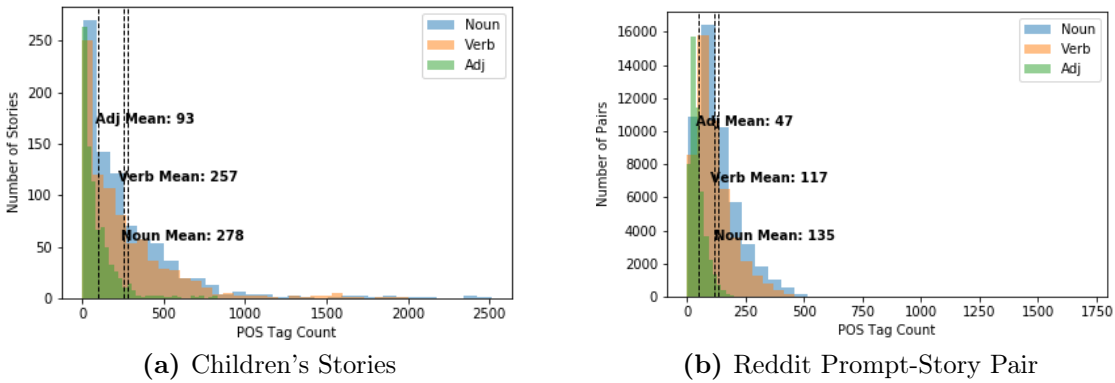 Number of Stories
250
200
150
100
50
0
Noun
Verb
Adj
Adj Mean: 93
Verb Mean: 257
Noun Mean: 278
0 500 1000 1500 2000 2500
POS Tag Count
(a) Children's Stories
Number of Pairs
16000
14000
12000
10000
8000
6000
4000
2000
0
Noun
Verb
Adj
Adj Mean: 47
Verb Mean: 117
Noun Mean: 135
0 250 500 750 1000 1250 1500 1750
POS Tag Count
(b) Reddit Prompt-Story Pair